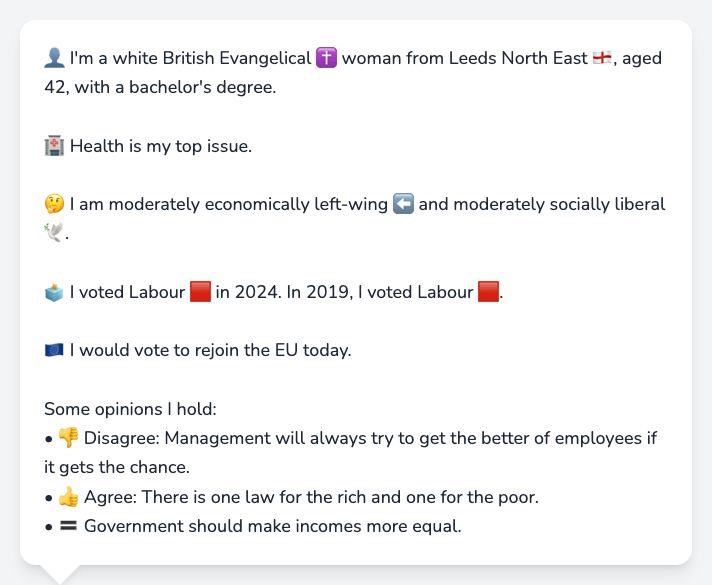 👤 I'm a white British Evangelical ✝️ woman from Leeds North East 🏴󠁧󠁢󠁥󠁮󠁧󠁿, aged
42, with a bachelor's degree.
🏥 Health is my top issue.
🤔 I am moderately economically left-wing ⬅️ and moderately socially liberal
🕊️.
🗳️ I voted Labour 🟥 in 2024. In 2019, I voted Labour 🟥.
🇪🇺 I would vote to rejoin the EU today.
Some opinions I hold:
• 👎 Disagree: Management will always try to get the better of employees if
it gets the chance.
• 👍 Agree: There is one law for the rich and one for the poor.
• 🟰 Government should make incomes more equal.